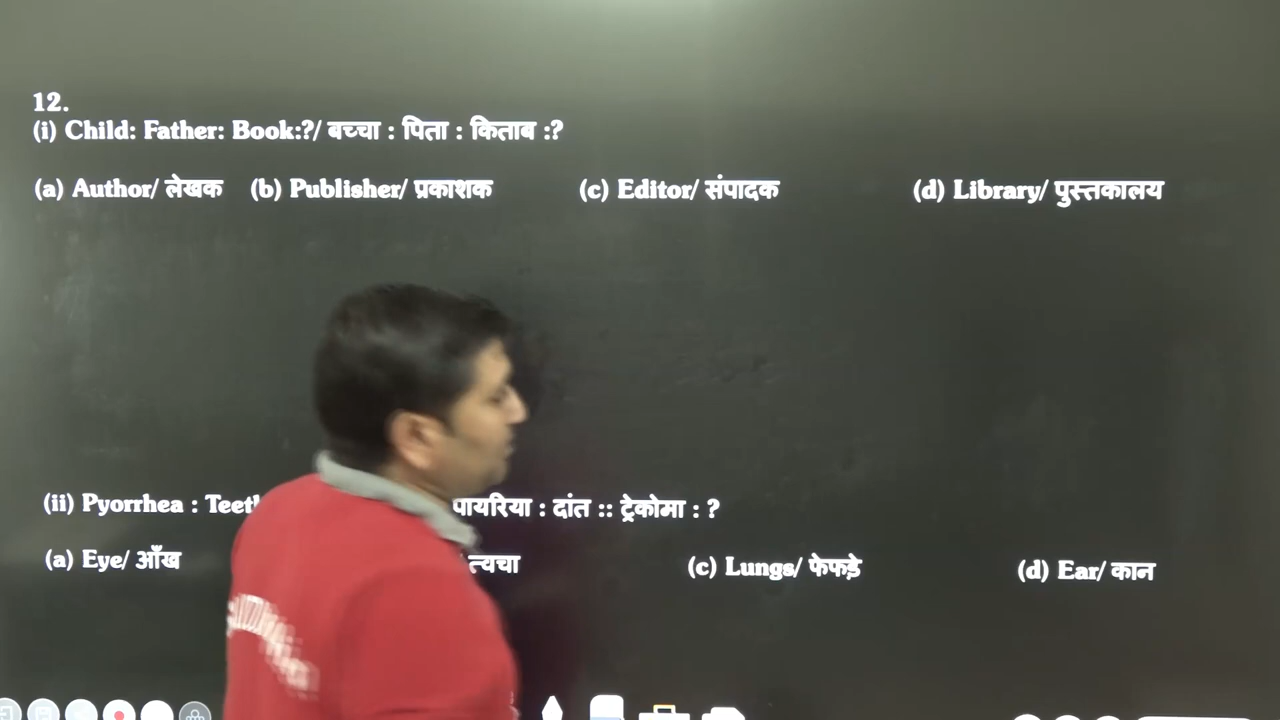 12.
(i) Child: Father: Book:?/ बच्चा : पिता : किताब :?
(a) Author/ लेखक (b) Publisher/ प्रकाशक (c) Editor/ संपादक (d) Library/ पुस्तकालय
(ii) Pyorrhea : पायरिया : दांत :: ट्रेकोमा : ?
(a) Eye/ आँख त्वचा (c) Lungs/ फेफड़े (d) Ear/ कान